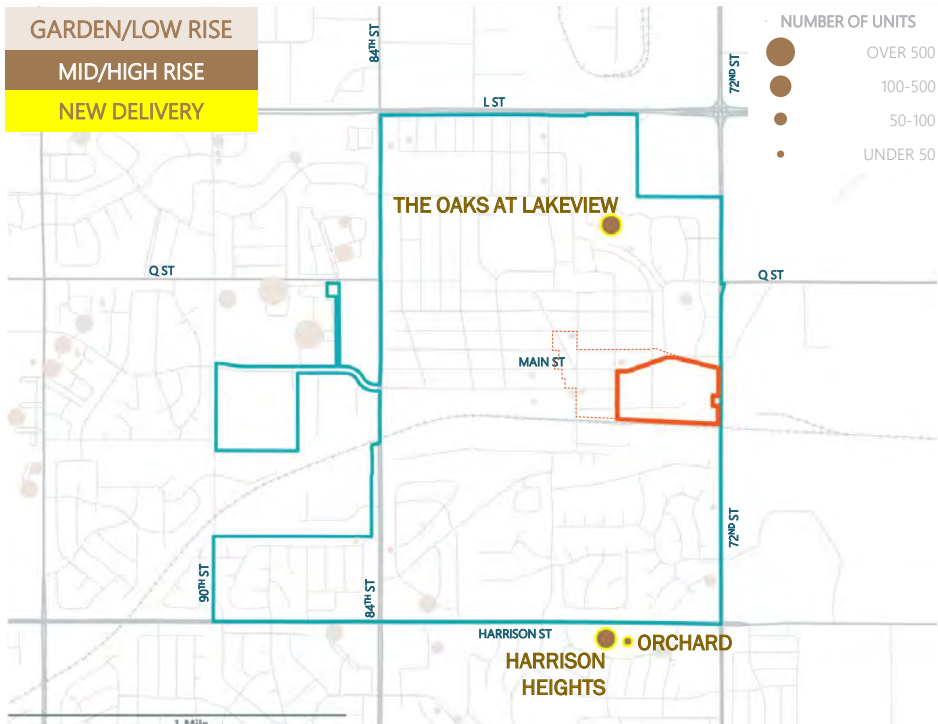 GARDEN/LOW RISE
MID/HIGH RISE
NEW DELIVERY
84TH ST
72ND ST
NUMBER OF UNITS
OVER 500
100-500
50-100
UNDER 50
L ST
THE OAKS AT LAKEVIEW
Q ST
Q ST
MAIN ST
72ND ST
90TH ST
84TH ST
HARRISON ST
ORCHARD
HARRISON
HEIGHTS
1 Mile